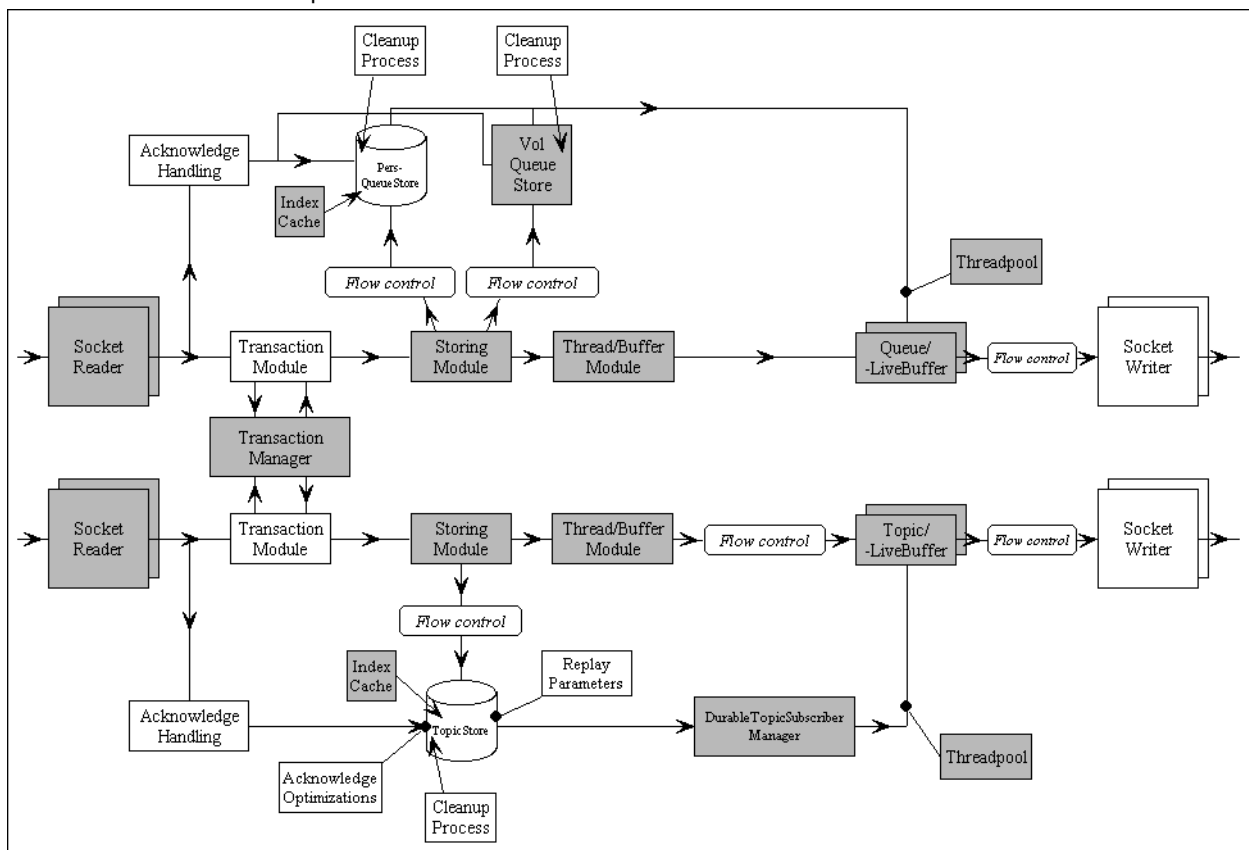 Cleanup
Process
Cleanup
Process
Acknowledge
Handling
Pers-
QueueStore
Vol
Queue
Store
Index
Cache
Flow control
Flow control
Threadpool
Socket
Reader
Transaction
Module
Storing
Module
Thread/Buffer
Module
Queue/
-LiveBuffer
Flow control
Socket
Writer
Transaction
Manager
Socket
Reader
Transaction
Module
Storing
Module
Thread/Buffer
Module
Flow control
Topic/
-LiveBuffer
Flow control
Socket
Writer
Flow control
Index
Cache
Replay
Parameters
Acknowledge
Handling
TopicStore
DurableTopicSubscriber
Manager
Threadpool
Acknowledge
Optimizations
Cleanup
Process